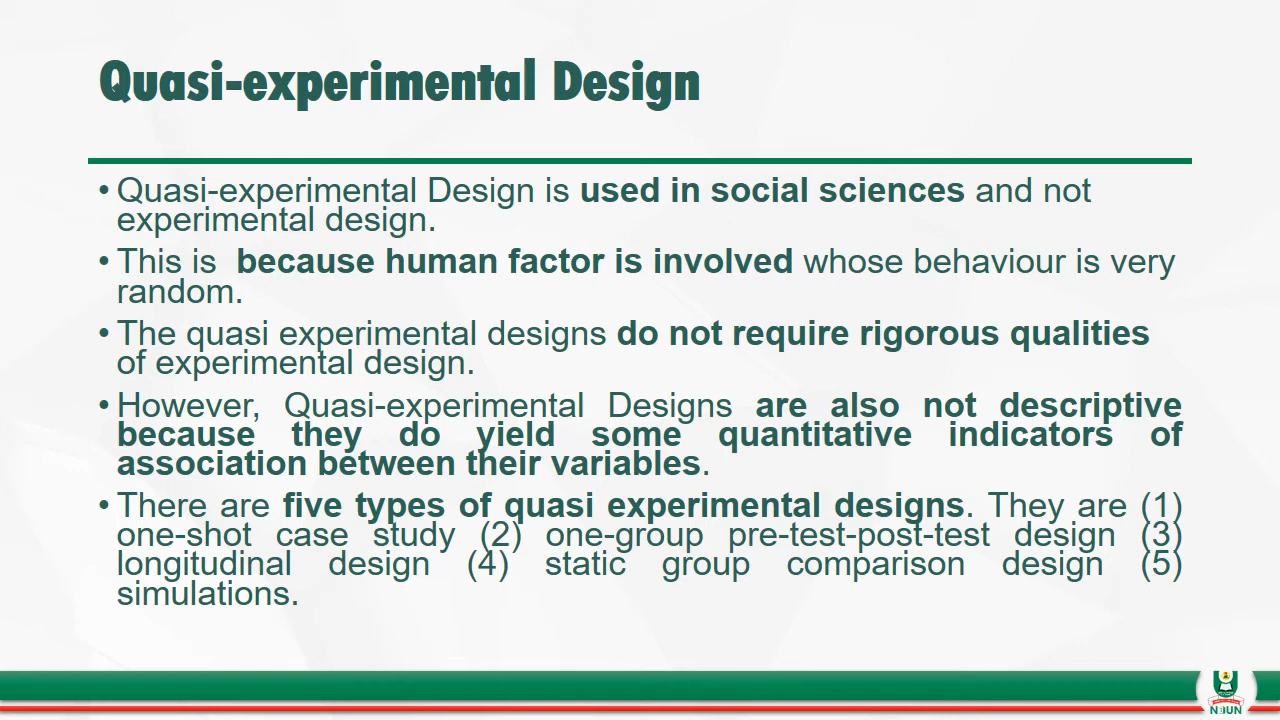 Quasi-experimental Design
• Quasi-experimental Design is used in social sciences and not
experimental design.
• This is because human factor is involved whose behaviour is very
random.
• The quasi experimental designs do not require rigorous qualities
of experimental design.
• However, Quasi-experimental Designs are also not descriptive
because they do yield some quantitative indicators of
association between their variables.
• There are five types of quasi experimental designs. They are (1)
one-shot case study (2) one-group pre-test-post-test design (3)
longitudinal design (4) static group comparison design (5)
simulations.
NOUN